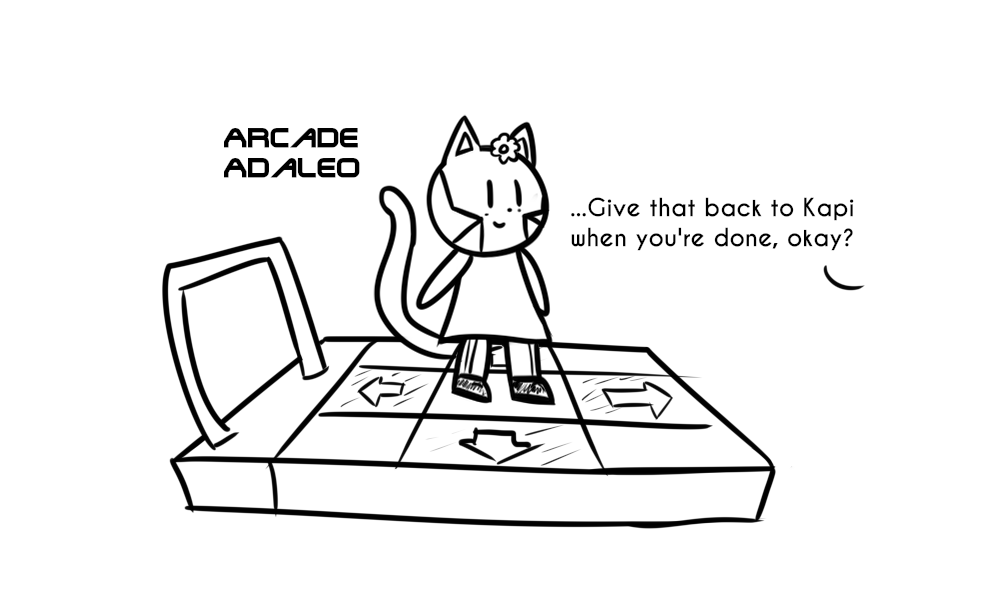 ARCADE
ADALEO
...Give that back to Kapi
when you're done, okay?